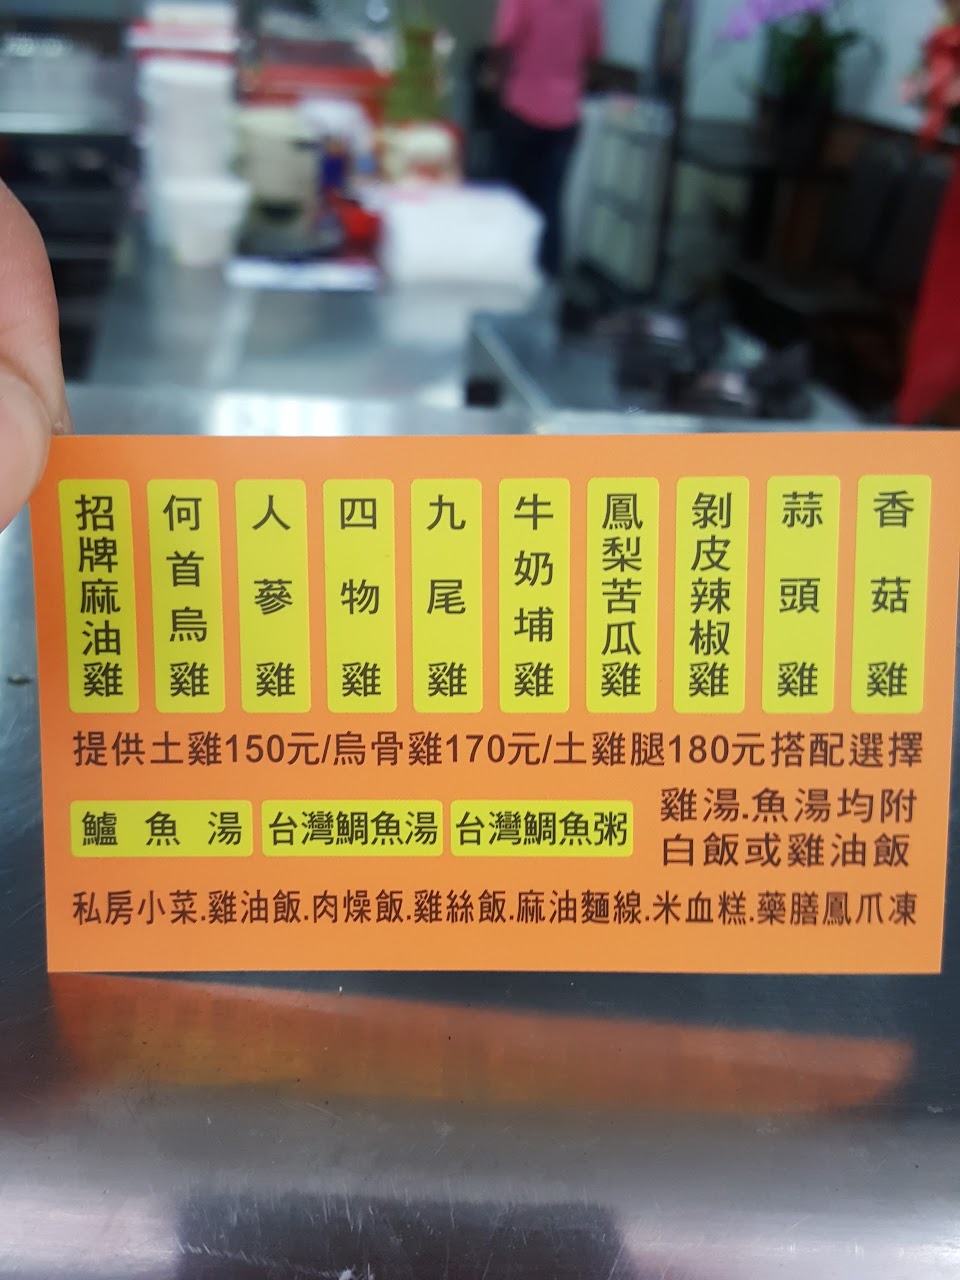 招牌麻油雞
何首烏雞
人蔘雞
四物雞
九尾雞
牛奶埔雞
鳳梨苦瓜雞
剝皮辣椒雞
蒜頭雞
香菇雞
提供土雞150元/烏骨雞170元/土雞腿180元搭配選擇
鱸魚湯
台灣鯛魚湯
台灣鯛魚粥
雞湯.魚湯均附
白飯或雞油飯
私房小菜.雞油飯.肉燥飯.雞絲飯.麻油麵線.米血糕.藥膳鳳爪凍